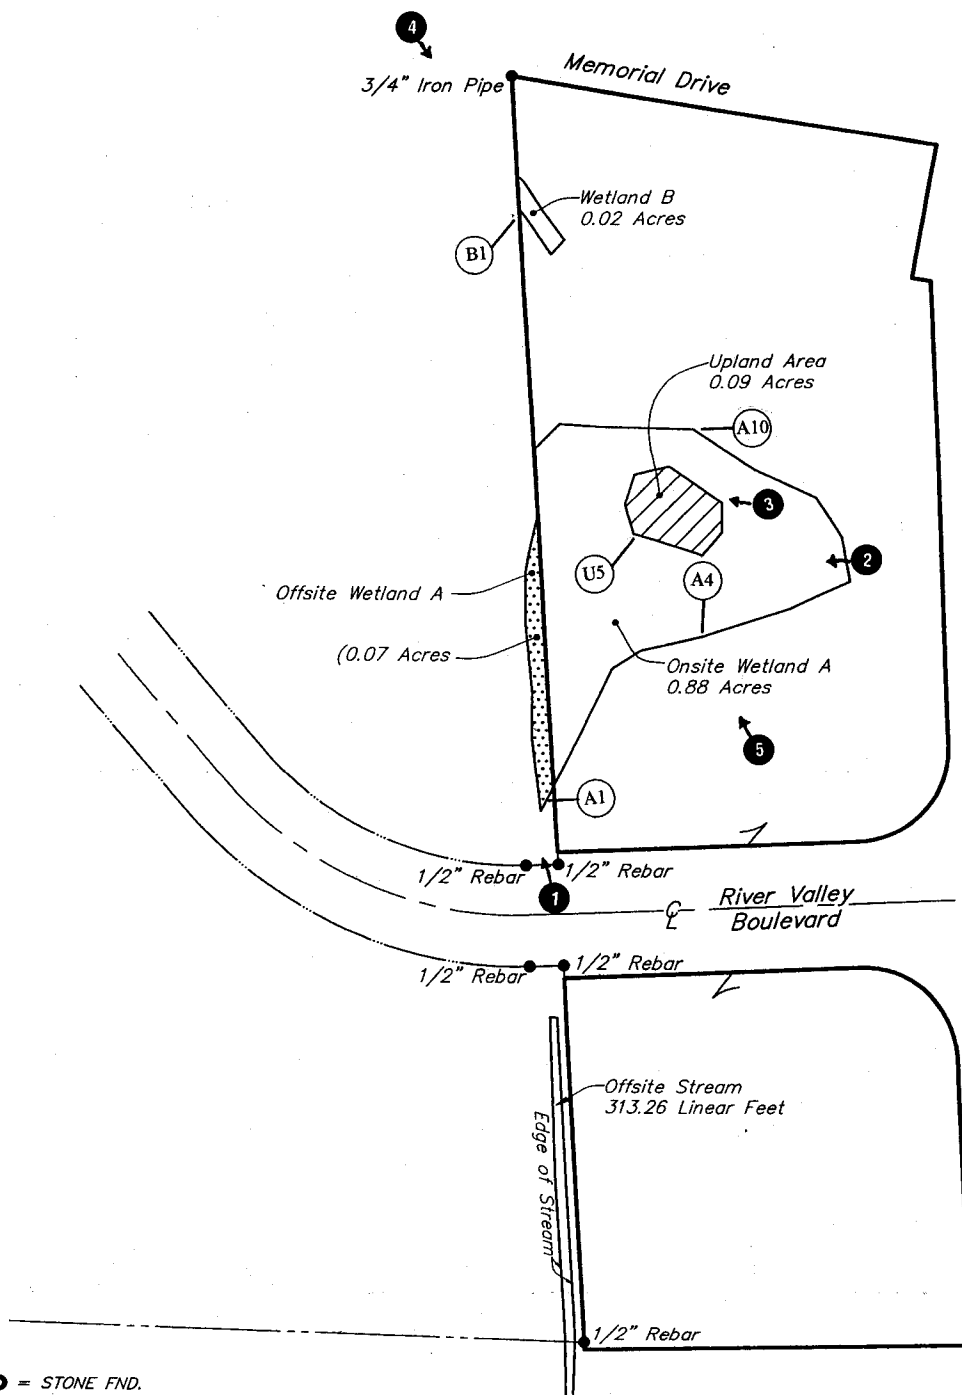 4
Memorial Drive
3/4" Iron Pipe
Wetland B
0.02 Acres
B1
Upland Area
0.09 Acres
A10
3
2
U5
A4
Offsite Wetland A
(0.07 Acres
Onsite Wetland A
0.88 Acres
5
A1
1/2" Rebar
1/2" Rebar
1
River Valley
Boulevard
CL
1/2" Rebar
1/2" Rebar
Offsite Stream
313.26 Linear Feet
Edge of Stream
1/2" Rebar
= STONE FND.